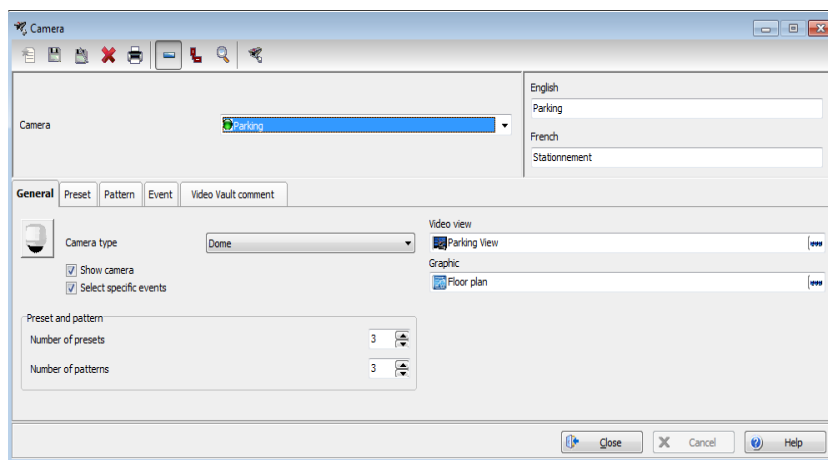 Camera
English
Parking
Camera
Parking
French
Stationnement
General Preset Pattern Event Video Vault comment
Video view
Camera type
Dome
Parking View
Show camera
Graphic
Select specific events
Floor plan
Preset and pattern
Number of presets
3
Number of patterns
3
Close
Cancel
Help